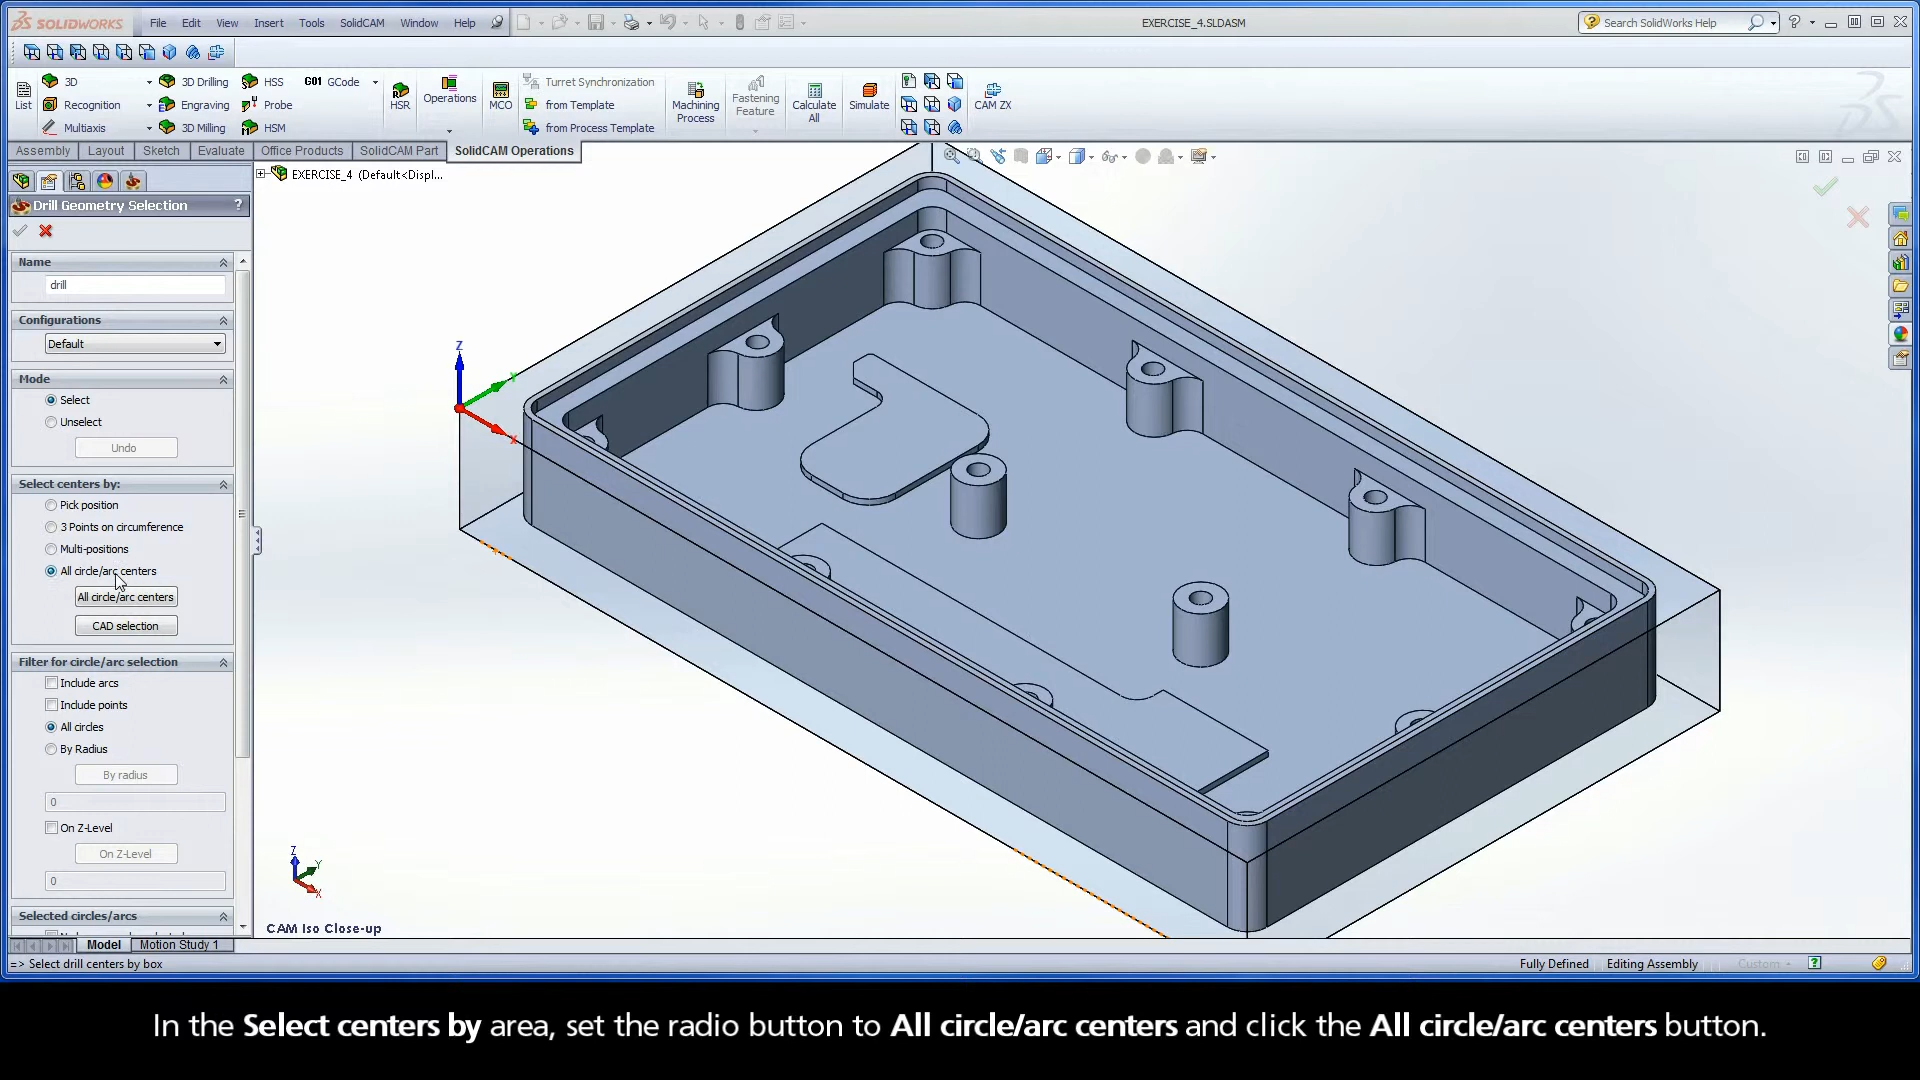 SOLIDWORKS
File Edit View Insert Tools SolidCAM Window Help
EXERCISE_4.SLDASM
Search SolidWorks Help
List
3D
Recognition
Multiaxis
3D Drilling
Engraving
3D Milling
HSS
Probe
HSM
G01 GCode
HSR
Operations
MCO
Turret Synchronization
from Template
from Process Template
Machining Process
Fastening Feature
Calculate All
Simulate
CAM ZX
Assembly Layout Sketch Evaluate Office Products SolidCAM Part SolidCAM Operations
EXERCISE_4 (Default<Displ...
Drill Geometry Selection ?
Name
drill
Configurations
Default
Mode
Select
Unselect
Undo
Select centers by:
Pick position
3 Points on circumference
Multi-positions
All circle/arc centers
All circle/arc centers
CAD selection
Filter for circle/arc selection
Include arcs
Include points
All circles
By Radius
By radius
0
On Z-Level
On Z-Level
0
Selected circles/arcs
Z
Y
X
Z
Y
X
CAM Iso Close-up
Model Motion Study 1
=> Select drill centers by box
Fully Defined Editing Assembly Custom
In the Select centers by area, set the radio button to All circle/arc centers and click the All circle/arc centers button.